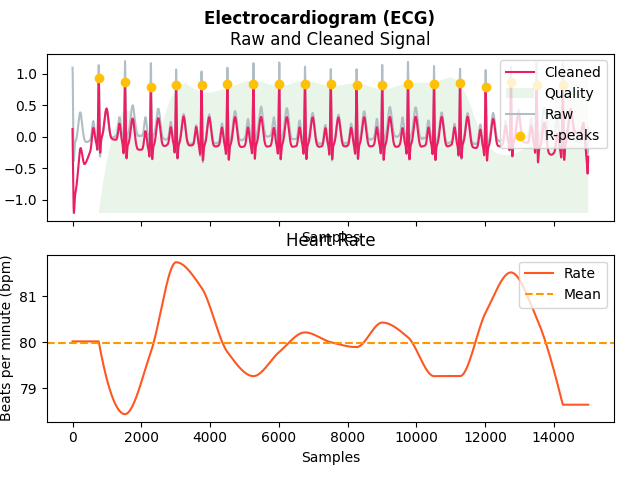 Electrocardiogram (ECG)
Raw and Cleaned Signal
1.0
0.5
0.0
−0.5
−1.0
Cleaned
Quality
Raw
R-peaks
Samples
Heart Rate
Beats per minute (bpm)
81
80
79
Rate
Mean
0 2000 4000 6000 8000 10000 12000 14000
Samples